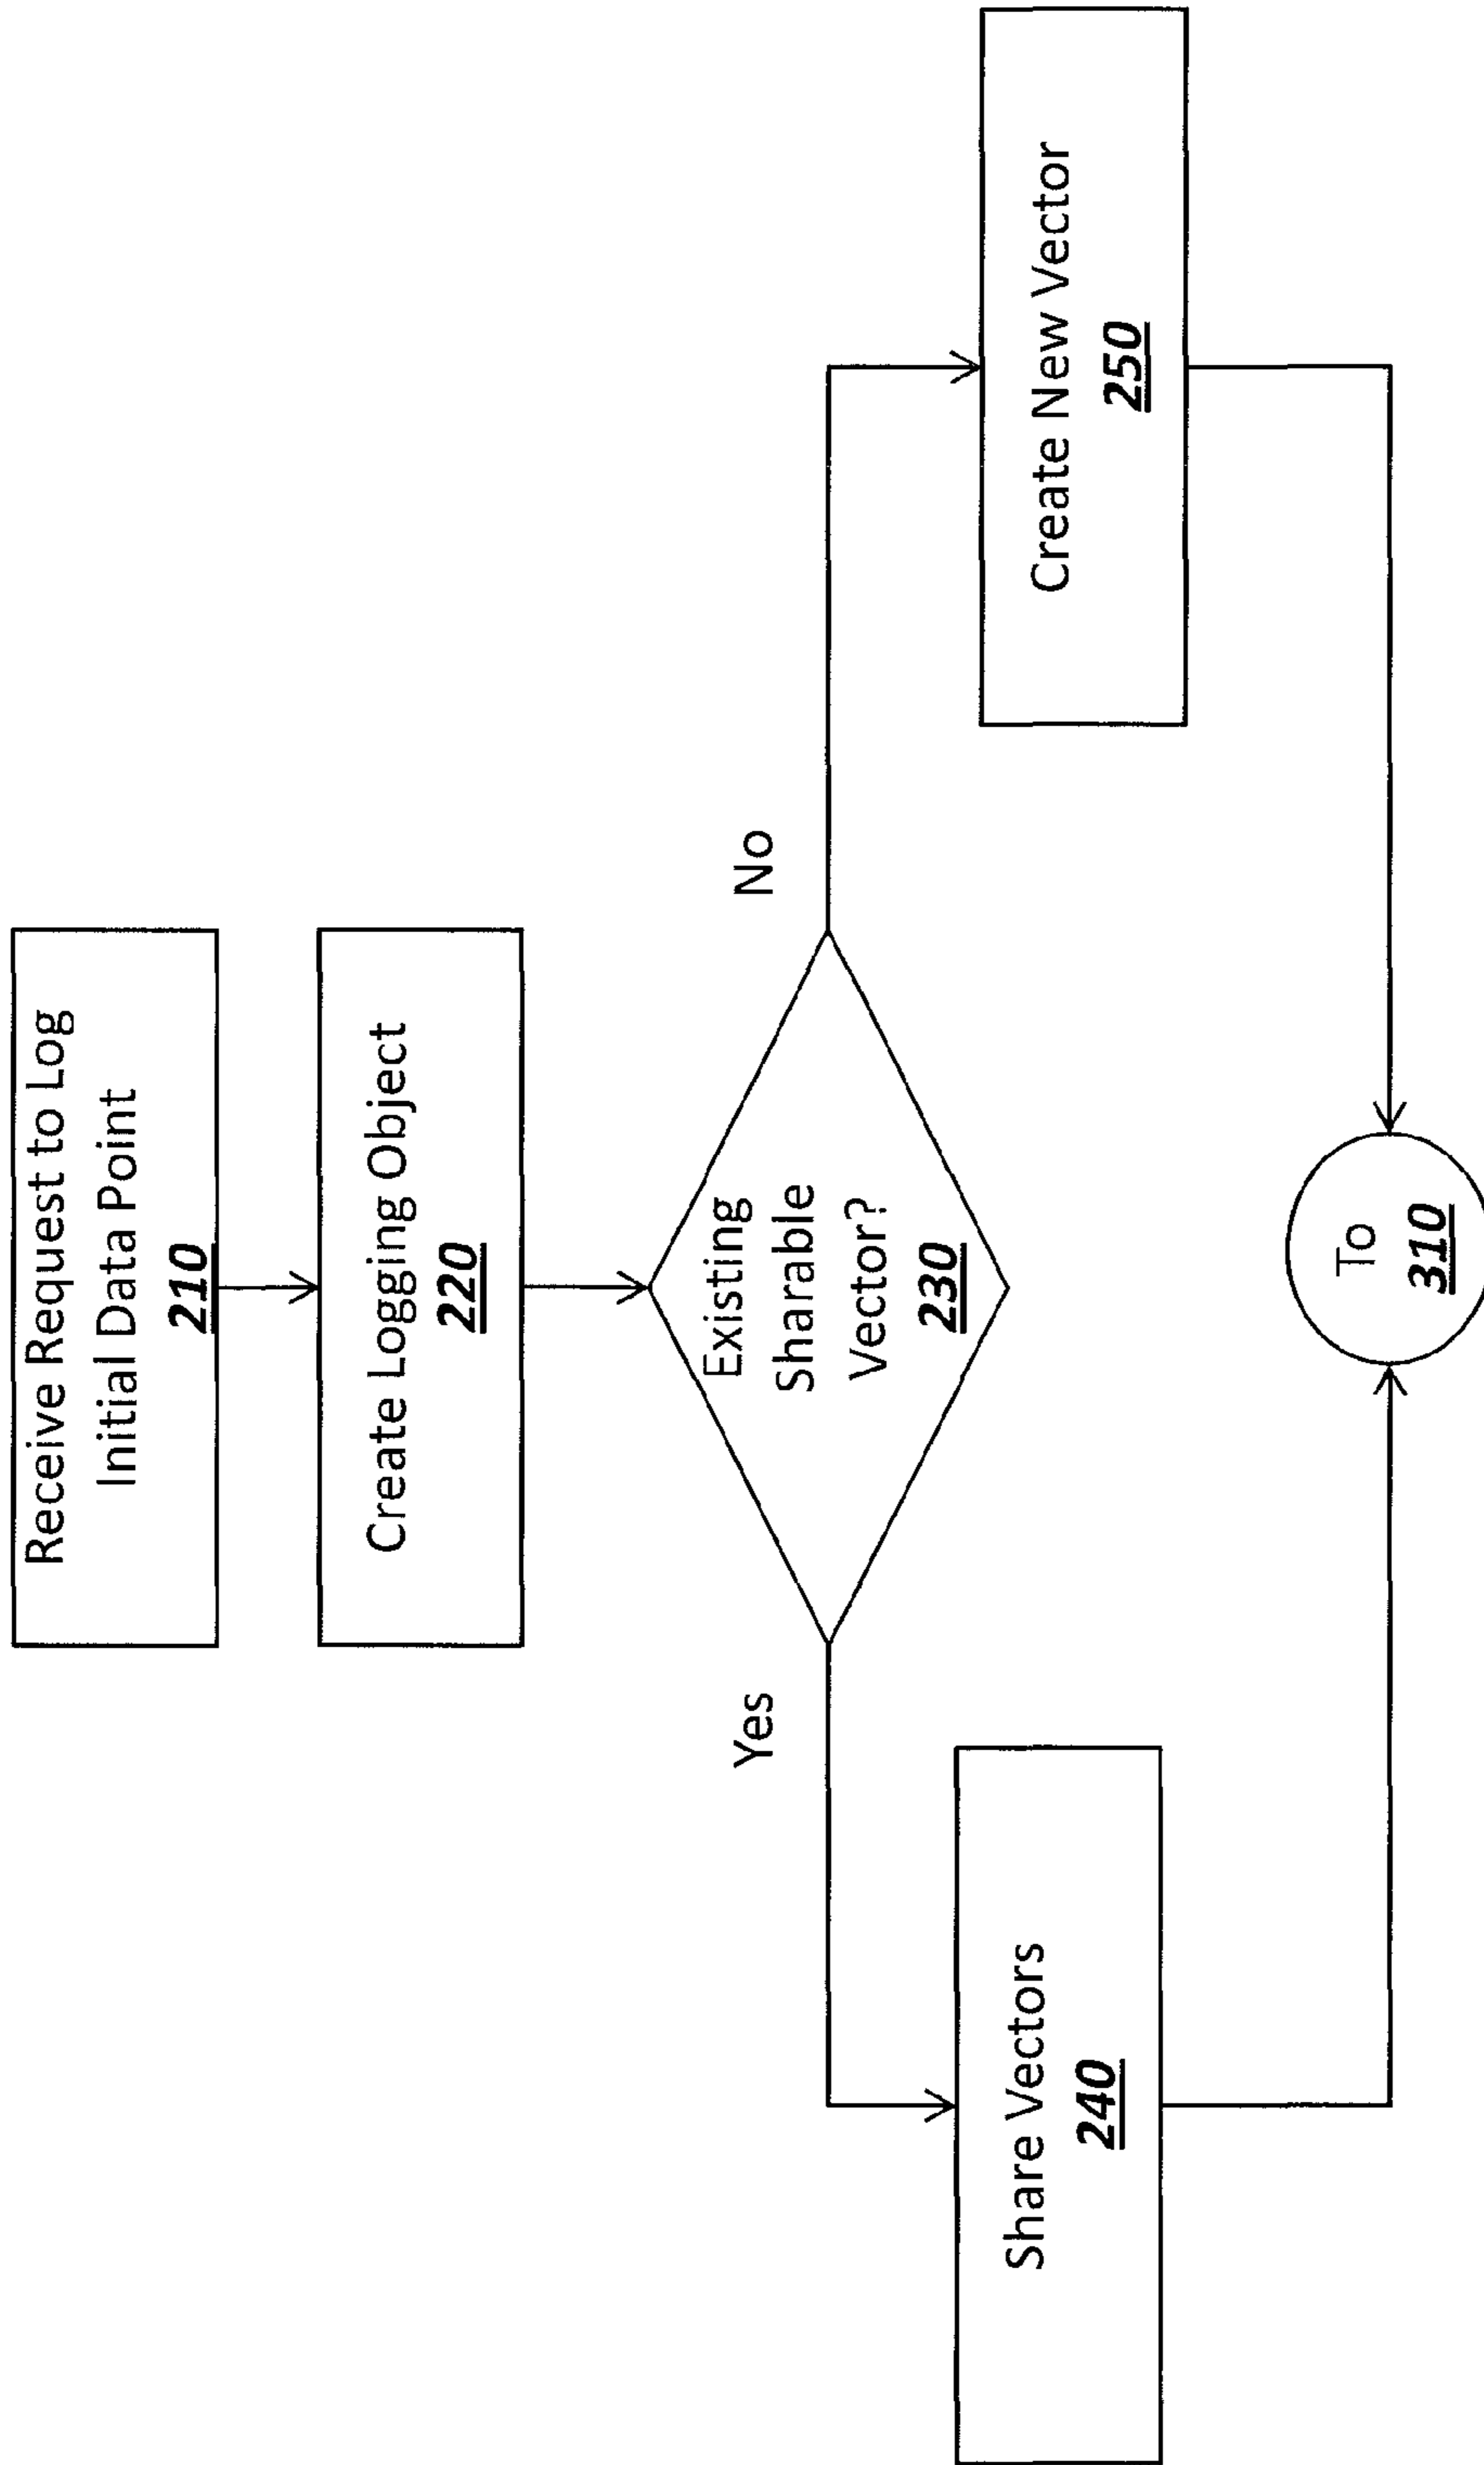 Receive Request to Log
Initial Data Point
210
Create Logging Object
220
Existing
Sharable
Vector?
230
Yes
No
Share Vectors
240
Create New Vector
250
To
310